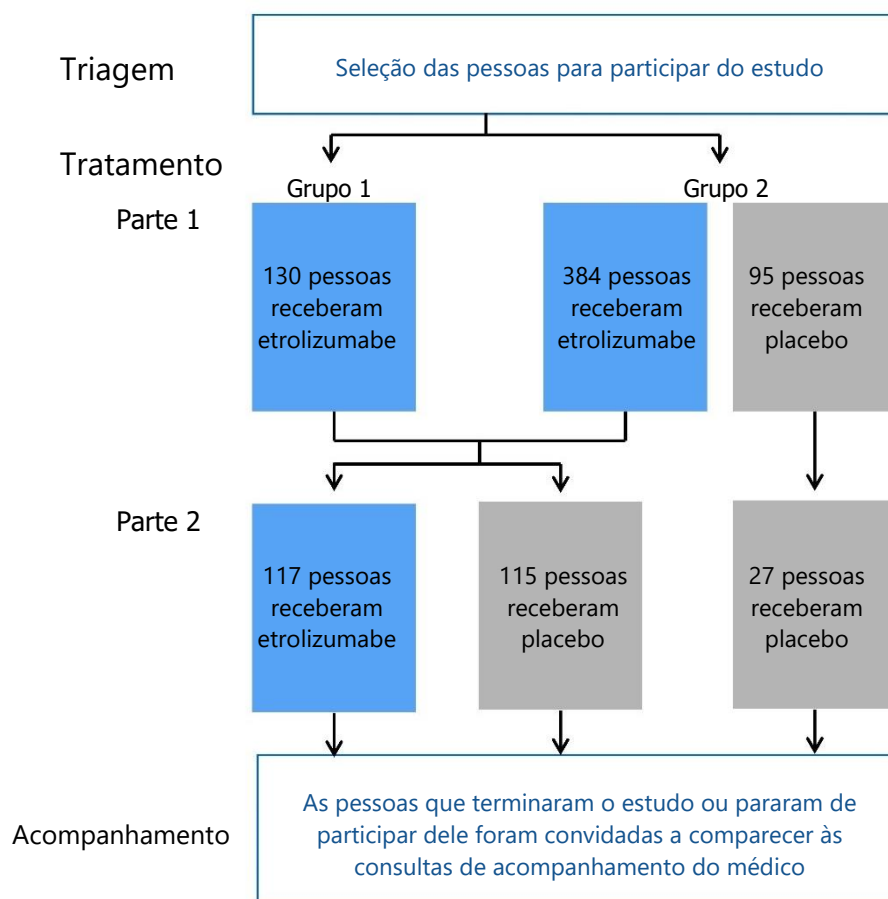 Triagem
Seleção das pessoas para participar do estudo
Tratamento
Grupo 1
Grupo 2
Parte 1
130 pessoas
receberam
etrolizumabe
384 pessoas
receberam
etrolizumabe
95 pessoas
receberam
placebo
Parte 2
117 pessoas
receberam
etrolizumabe
115 pessoas
receberam
placebo
27 pessoas
receberam
placebo
Acompanhamento
As pessoas que terminaram o estudo ou pararam de
participar dele foram convidadas a comparecer às
consultas de acompanhamento do médico